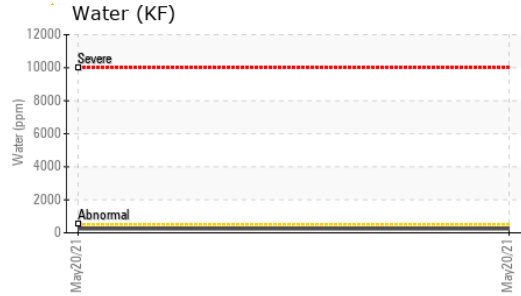 Water (KF)
12000
Severe
10000
8000
6000
4000
2000
Abnormal
0
Water (ppm)
May20/21
May20/21